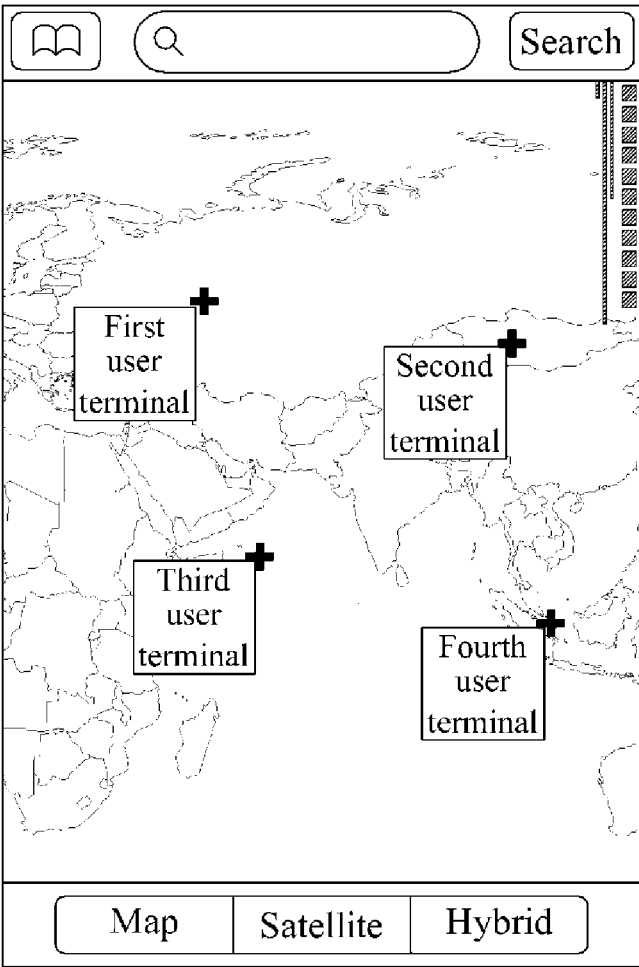 Search
First
user
terminal
Second
user
terminal
Third
user
terminal
Fourth
user
terminal
Map
Satellite
Hybrid